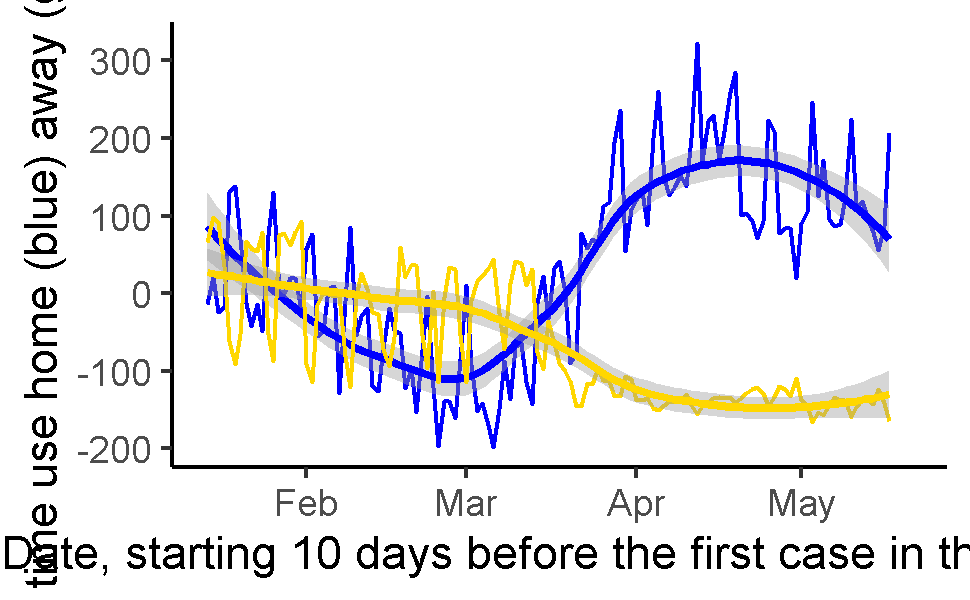 time use home (blue) away (
300
200
100
0
-100
-200
Feb Mar Apr May
Date, starting 10 days before the first case in th